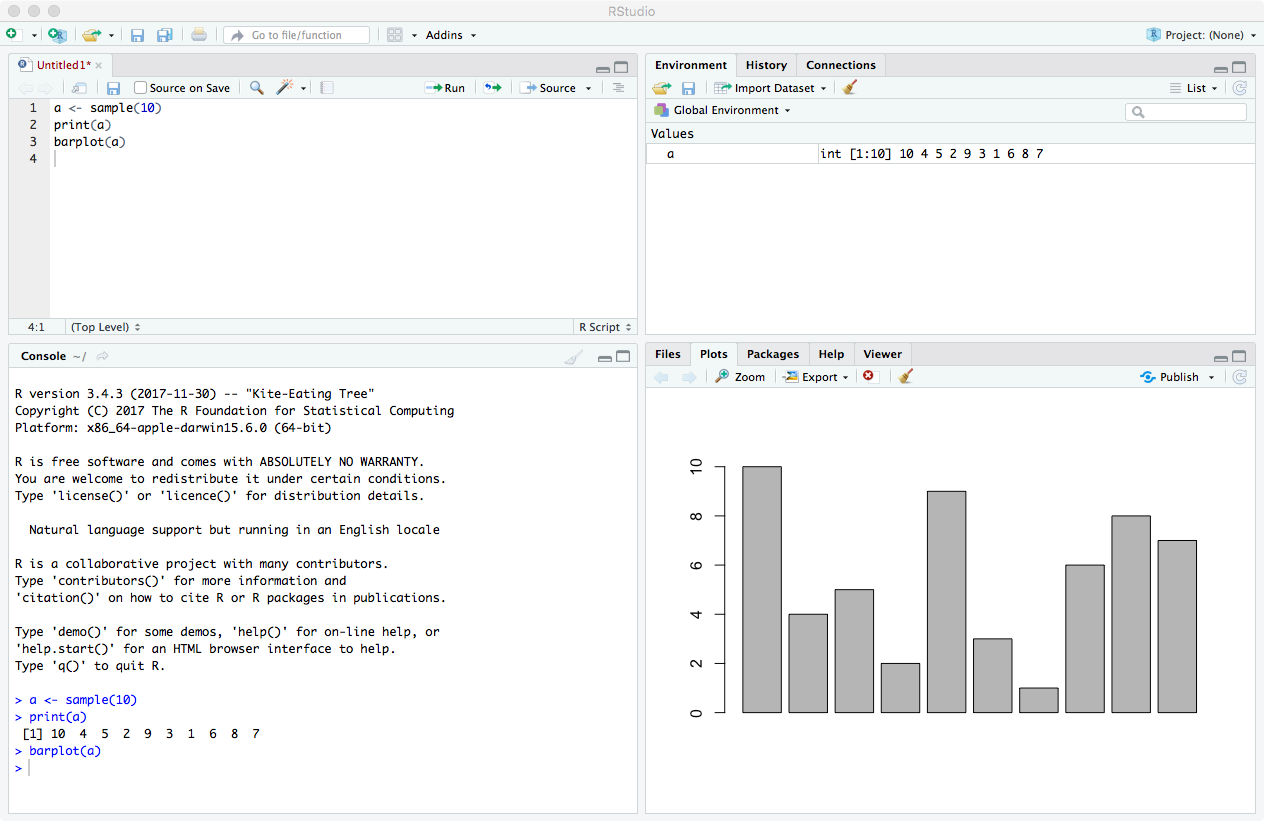 RStudio
Go to file/function
Addins
Project: (None)
Untitled1*
Source on Save
Run
Source
1 a <- sample(10)
2 print(a)
3 barplot(a)
4
4:1 (Top Level) R Script
Environment History Connections
Import Dataset List
Global Environment
Values
a int [1:10] 10 4 5 2 9 3 1 6 8 7
Console ~/
R version 3.4.3 (2017-11-30) -- "Kite-Eating Tree"
Copyright (C) 2017 The R Foundation for Statistical Computing
Platform: x86_64-apple-darwin15.6.0 (64-bit)
R is free software and comes with ABSOLUTELY NO WARRANTY.
You are welcome to redistribute it under certain conditions.
Type 'license()' or 'licence()' for distribution details.
Natural language support but running in an English locale
R is a collaborative project with many contributors.
Type 'contributors()' for more information and
'citation()' on how to cite R or R packages in publications.
Type 'demo()' for some demos, 'help()' for on-line help, or
'help.start()' for an HTML browser interface to help.
Type 'q()' to quit R.
> a <- sample(10)
> print(a)
[1] 10 4 5 2 9 3 1 6 8 7
> barplot(a)
>
Files Plots Packages Help Viewer
Zoom Export Publish
10
8
6
4
2
0